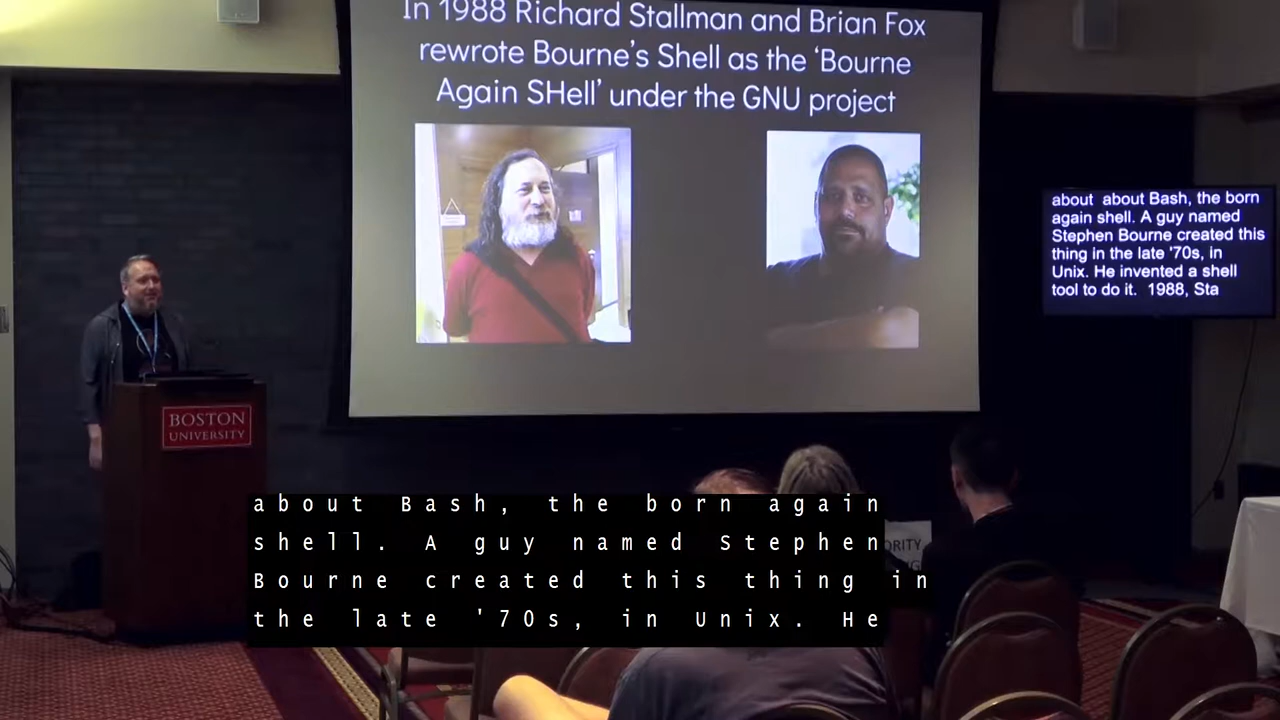 In 1988 Richard Stallman and Brian Fox
rewrote Bourne's Shell as the 'Bourne
Again SHell' under the GNU project
about  about Bash, the born
again shell. A guy named
Stephen Bourne created this
thing in the late '70s, in
Unix. He invented a shell
tool to do it.  1988, Sta
BOSTON
UNIVERSITY
about Bash, the born again
shell. A guy named Stephen
Bourne created this thing in
the late '70s, in Unix. He